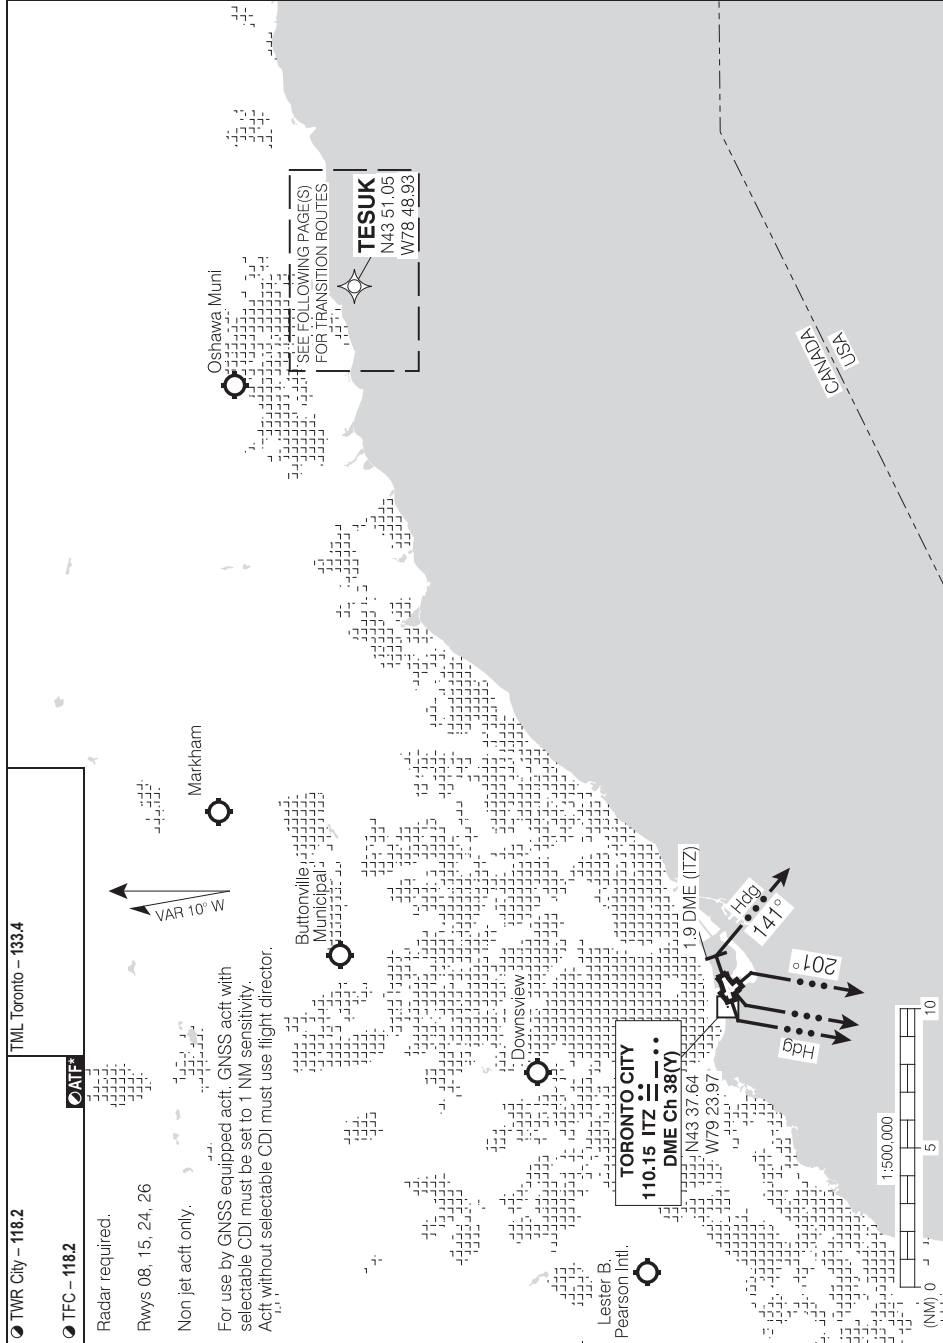 TWR City – 118.2
TML Toronto – 133.4
TFC – 118.2
ATF*
Radar required.
Rwys 08, 15, 24, 26
Non jet acft only.
For use by GNSS equipped acft. GNSS acft with
selectable CDI must be set to 1 NM sensitivity.
Acft without selectable CDI must use flight director.
VAR 10° W
Markham
Oshawa Muni
SEE FOLLOWING PAGE(S)
FOR TRANSITION ROUTES
TESUK
N43 51.05
W78 48.93
Buttonville
Municipal
Downsview
Lester B.
Pearson Intl.
TORONTO CITY
110.15 ITZ
DME Ch 38(Y)
N43 37.64
W79 23.97
1.9 DME (ITZ)
Hdg
141°
201°
Hdg
CANADA
USA
1:500,000
(NM) 0 5 10